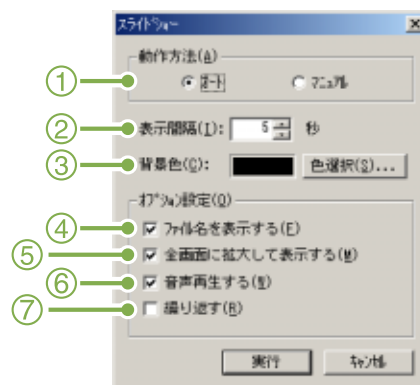 スライドショー
動作方法(A)
① オート マニュアル
② 表示間隔(I): 5 秒
③ 背景色(C): 色選択(S)...
オプション設定(O)
④ ファイル名を表示する(F)
⑤ 全画面に拡大して表示する(M)
⑥ 音声再生する(N)
⑦ 繰り返す(R)
実行 キャンセル